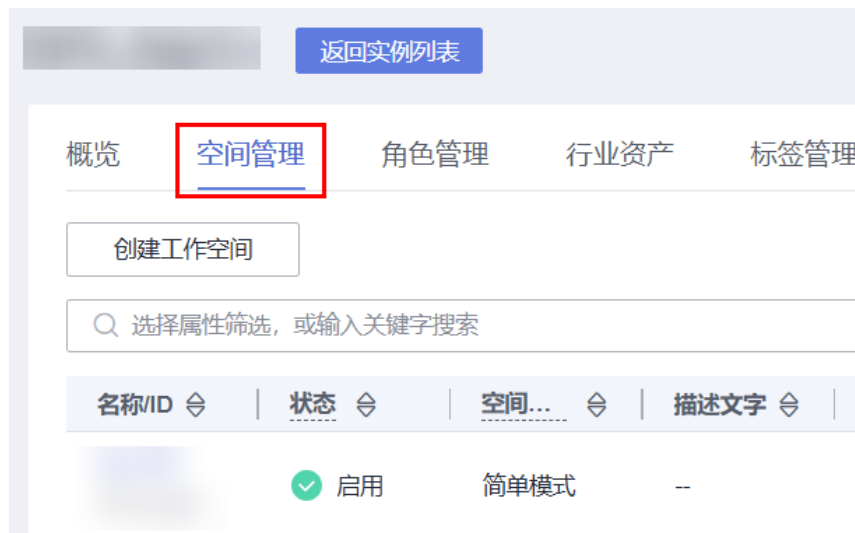 返回实例列表
概览 空间管理 角色管理 行业资产 标签管理
创建工作空间
选择属性筛选，或输入关键字搜索
名称/ID 状态 空间... 描述文字
启用 简单模式 --